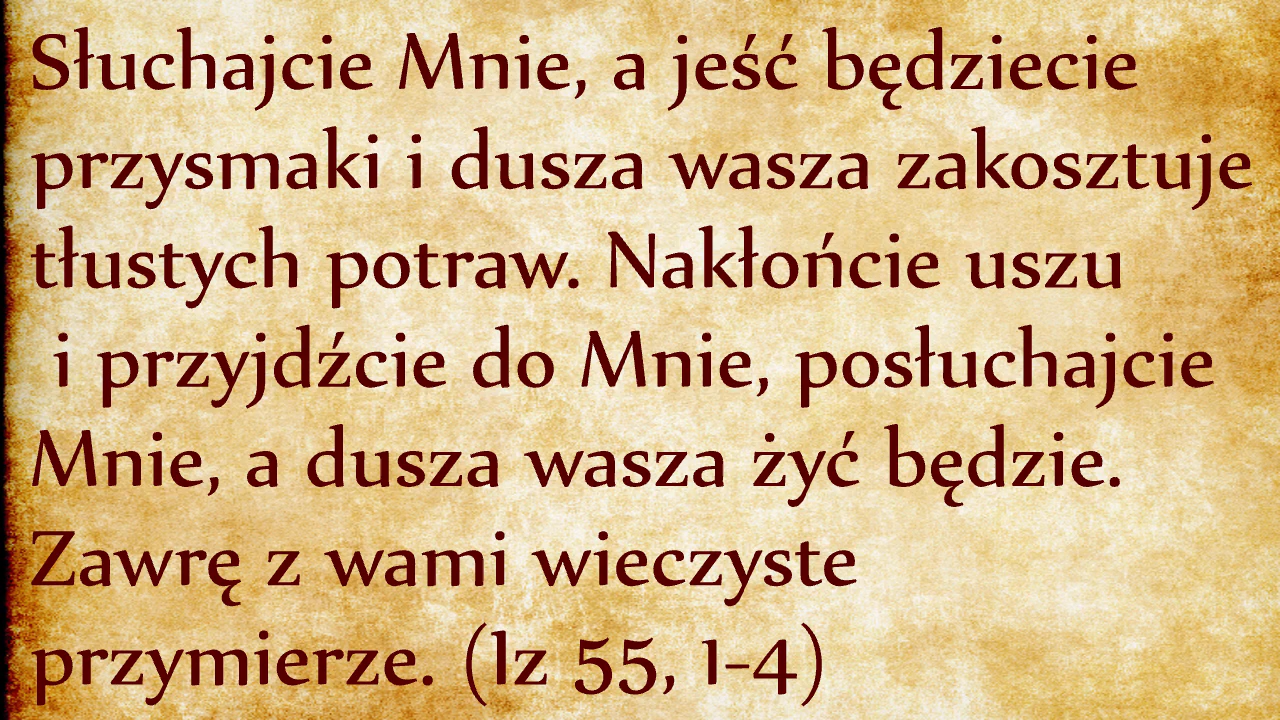 Słuchajcie Mnie, a jeść będziecie
przysmaki i dusza wasza zakosztuje
tłustych potraw. Nakłońcie uszu
i przyjdźcie do Mnie, posłuchajcie
Mnie, a dusza wasza żyć będzie.
Zawrę z wami wieczyste
przymierze. (Iz 55, 1-4)